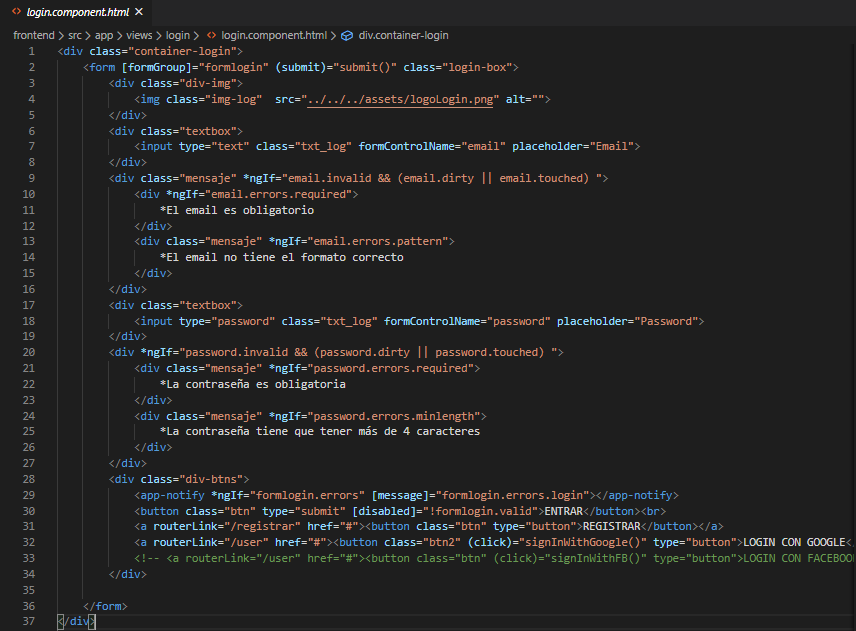 login.component.html ×
frontend > src > app > views > login > login.component.html > div.container-login
1 <div class="container-login">
2 <form [formGroup]="formlogin" (submit)="submit()" class="login-box">
3 <div class="div-img">
4 <img class="img-log"  src="../../../assets/logoLogin.png" alt="">
5 </div>
6 <div class="textbox">
7 <input type="text" class="txt_log" formControlName="email" placeholder="Email">
8 </div>
9 <div class="mensaje" *ngIf="email.invalid && (email.dirty || email.touched) ">
10 <div *ngIf="email.errors.required">
11 *El email es obligatorio
12 </div>
13 <div class="mensaje" *ngIf="email.errors.pattern">
14 *El email no tiene el formato correcto
15 </div>
16 </div>
17 <div class="textbox">
18 <input type="password" class="txt_log" formControlName="password" placeholder="Password">
19 </div>
20 <div *ngIf="password.invalid && (password.dirty || password.touched) ">
21 <div class="mensaje" *ngIf="password.errors.required">
22 *La contraseña es obligatoria
23 </div>
24 <div class="mensaje" *ngIf="password.errors.minlength">
25 *La contraseña tiene que tener más de 4 caracteres
26 </div>
27 </div>
28 <div class="div-btns">
29 <app-notify *ngIf="formlogin.errors" [message]="formlogin.errors.login"></app-notify>
30 <button class="btn" type="submit" [disabled]="!formlogin.valid">ENTRAR</button><br>
31 <a routerLink="/registrar" href="#"><button class="btn" type="button">REGISTRAR</button></a>
32 <a routerLink="/user" href="#"><button class="btn2" (click)="signInWithGoogle()" type="button">LOGIN CON GOOGLE<
33 <!-- <a routerLink="/user" href="#"><button class="btn" (click)="signInWithFB()" type="button">LOGIN CON FACEBOO
34 </div>
35
36 </form>
37 </div>